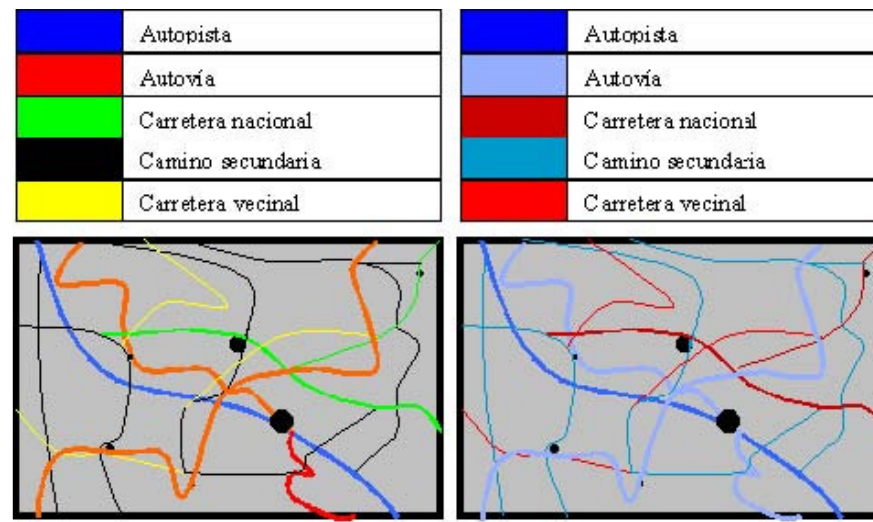 Autopista
Autovía
Carretera nacional
Camino secundaria
Carretera vecinal
Autopista
Autovía
Carretera nacional
Camino secundaria
Carretera vecinal